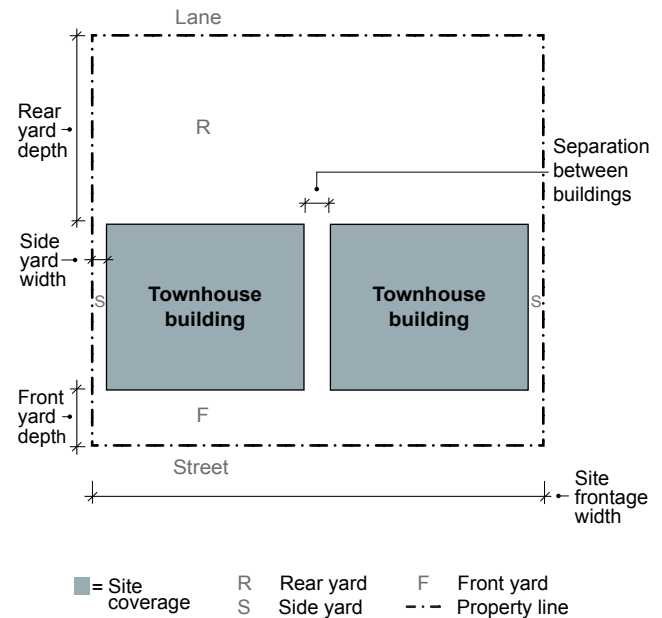 Lane
Rear
yard
depth
R
Separation
between
buildings
Side
yard
width
S
Townhouse
building
Townhouse
building
S
Front
yard
depth
F
Street
Site
frontage
width
= Site
coverage
R Rear yard
F Front yard
S Side yard
Property line